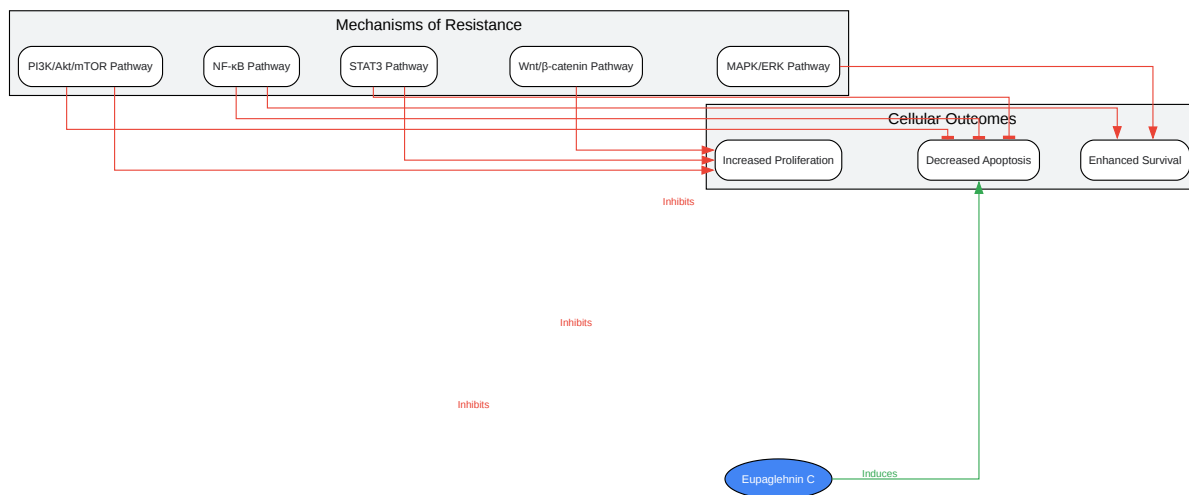 Mechanisms of Resistance
PI3K/Akt/mTOR Pathway
NF-κB Pathway
STAT3 Pathway
Wnt/β-catenin Pathway
MAPK/ERK Pathway
Cellular Outcomes
Increased Proliferation
Decreased Apoptosis
Enhanced Survival
Inhibits
Inhibits
Inhibits
Eupaglehnin C
Induces